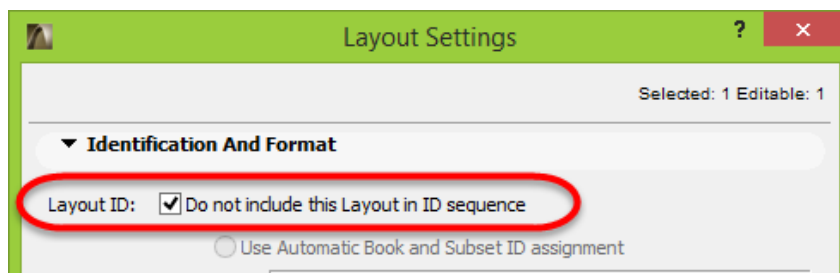 Layout Settings
?
Selected: 1 Editable: 1
Identification And Format
Layout ID: Do not include this Layout in ID sequence
Use Automatic Book and Subset ID assignment